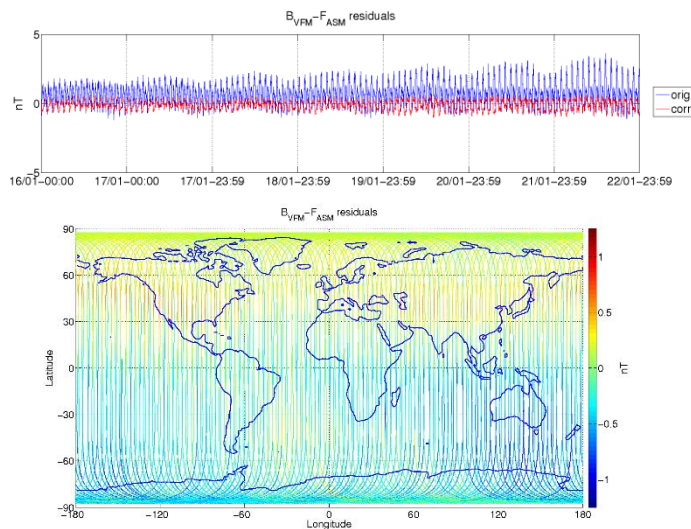 B_VFM−F_ASM residuals
5
0
−5
nT
orig
corr
16/01−00:00 17/01−00:00 17/01−23:59 18/01−23:59 19/01−23:59 20/01−23:59 21/01−23:59 22/01−23:59
B_VFM−F_ASM residuals
90
60
30
0
−30
−60
−90
Latitude
−180 −120 −60 0 60 120 180
Longitude
1
0.5
0
−0.5
−1
nT